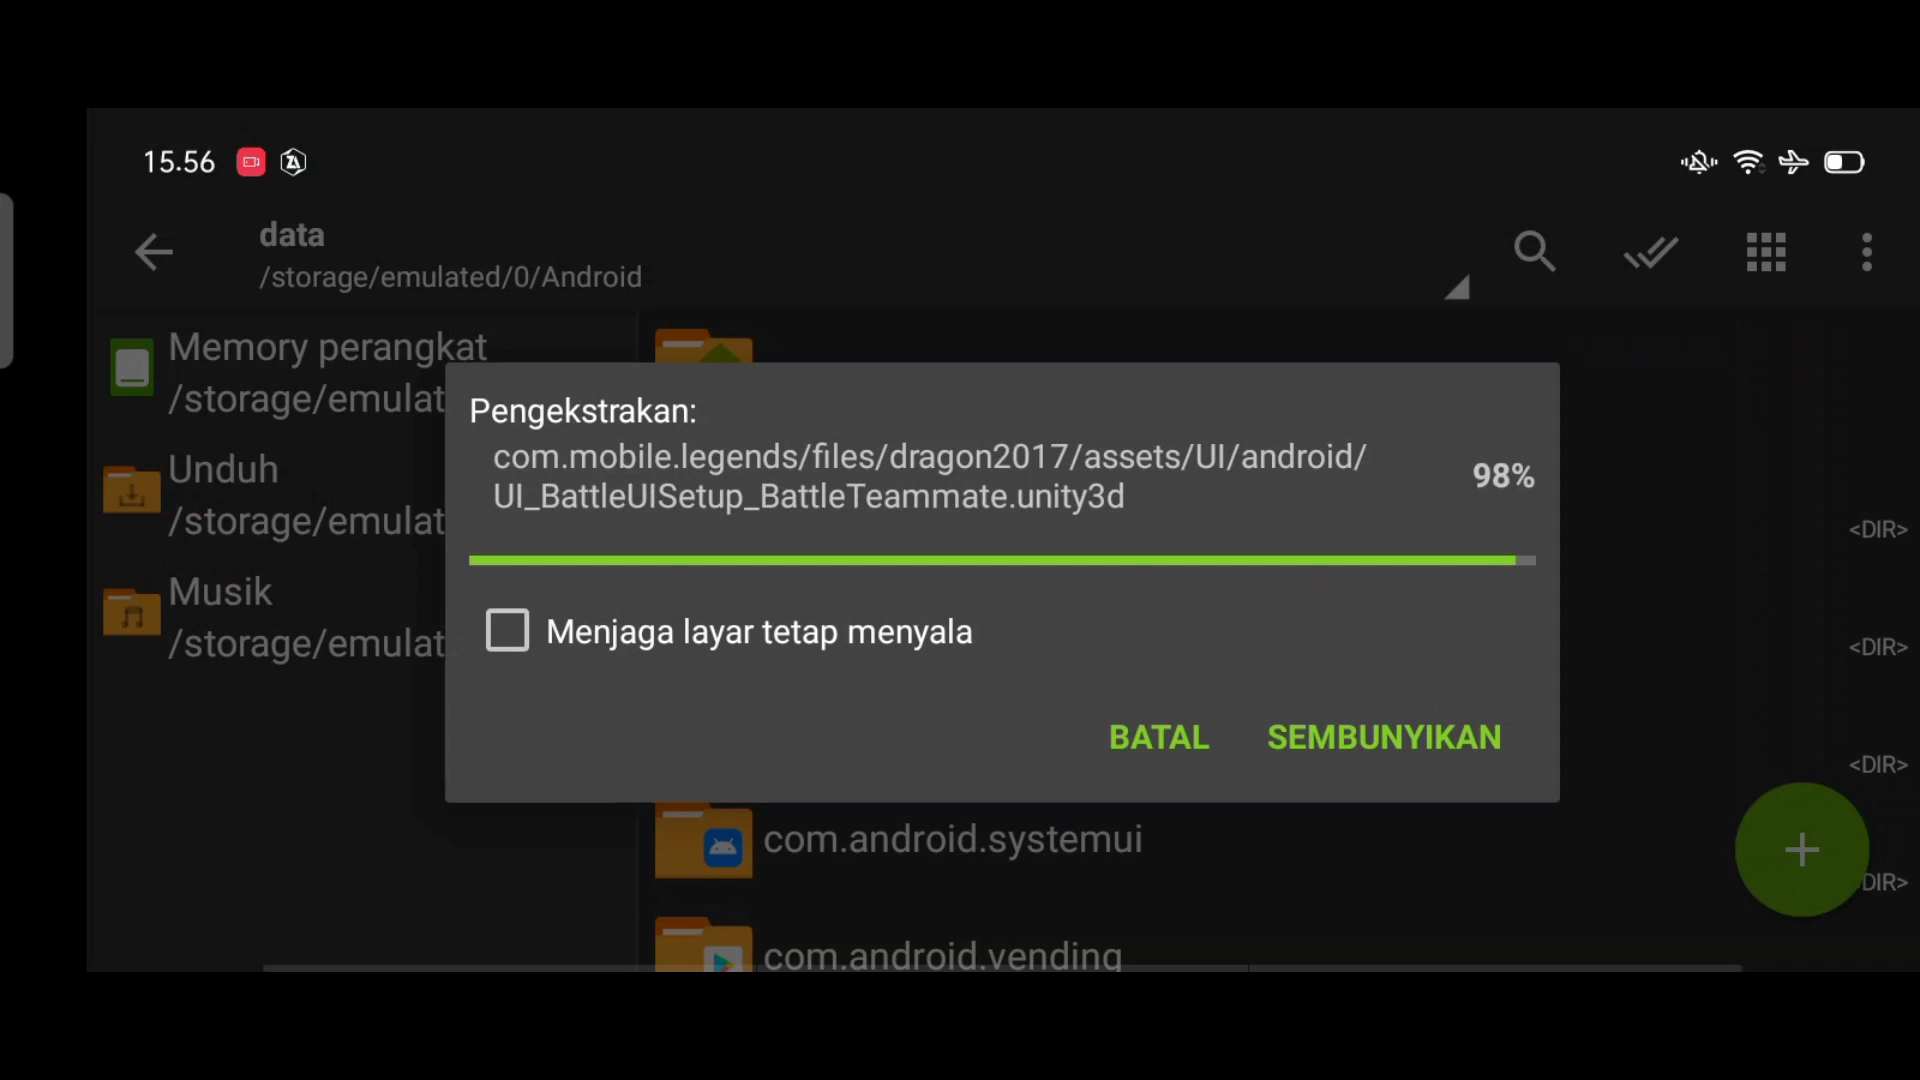 15.56
data
/storage/emulated/0/Android
Memory perangkat
/storage/emulat
Unduh
/storage/emulat
Musik
/storage/emulat
Pengekstrakan:
com.mobile.legends/files/dragon2017/assets/UI/android/
UI_BattleUISetup_BattleTeammate.unity3d
98%
Menjaga layar tetap menyala
BATAL SEMBUNYIKAN
<DIR>
<DIR>
<DIR>
com.android.systemui
DIR>
com.android.vending